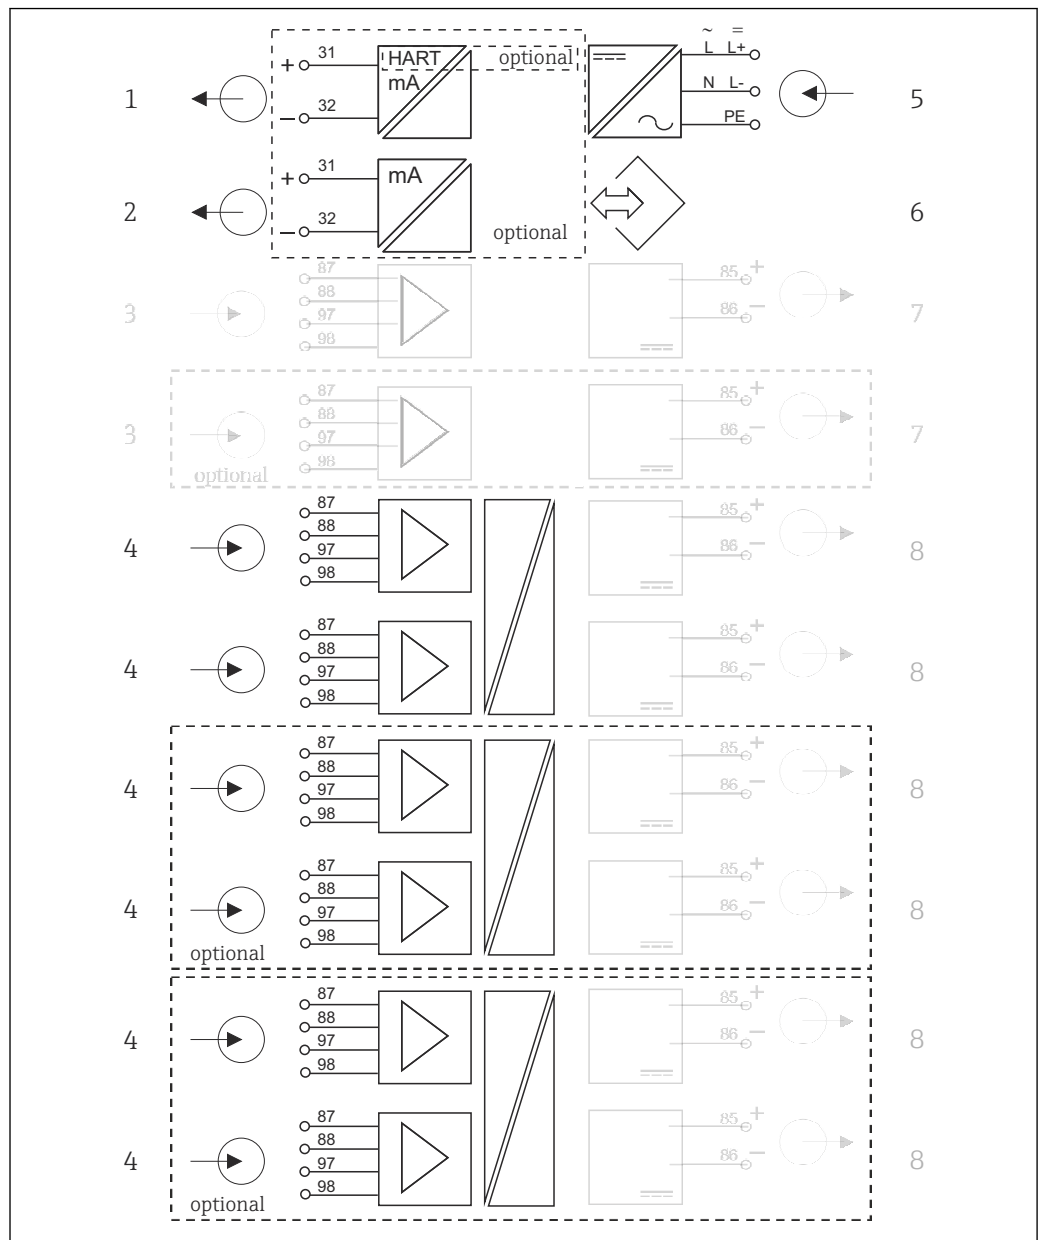 ~ =
31 HART optional L L+
+ mA
1 N L- 5
32 PE
−
31
+ mA
2 6
32
− optional
87 85 +
88
3 97 86 − 7
98
87 85 +
88
3 97 86 − 7
98
optional
87 85 +
88
4 97 86 − 8
98
87 85 +
88
4 97 86 − 8
98
87 85 +
88
4 97 86 − 8
98
87 85 +
88
4 97 86 − 8
98
optional
87 85 +
88
4 97 86 − 8
98
87 85 +
88
4 97 86 − 8
98
optional